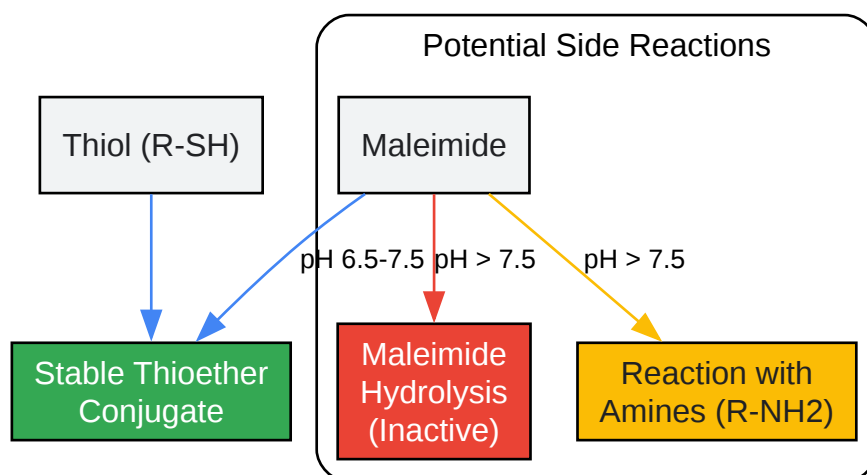 Potential Side Reactions
Thiol (R-SH)
Maleimide
pH 6.5-7.5
pH > 7.5
pH > 7.5
Stable Thioether
Conjugate
Maleimide
Hydrolysis
(Inactive)
Reaction with
Amines (R-NH2)